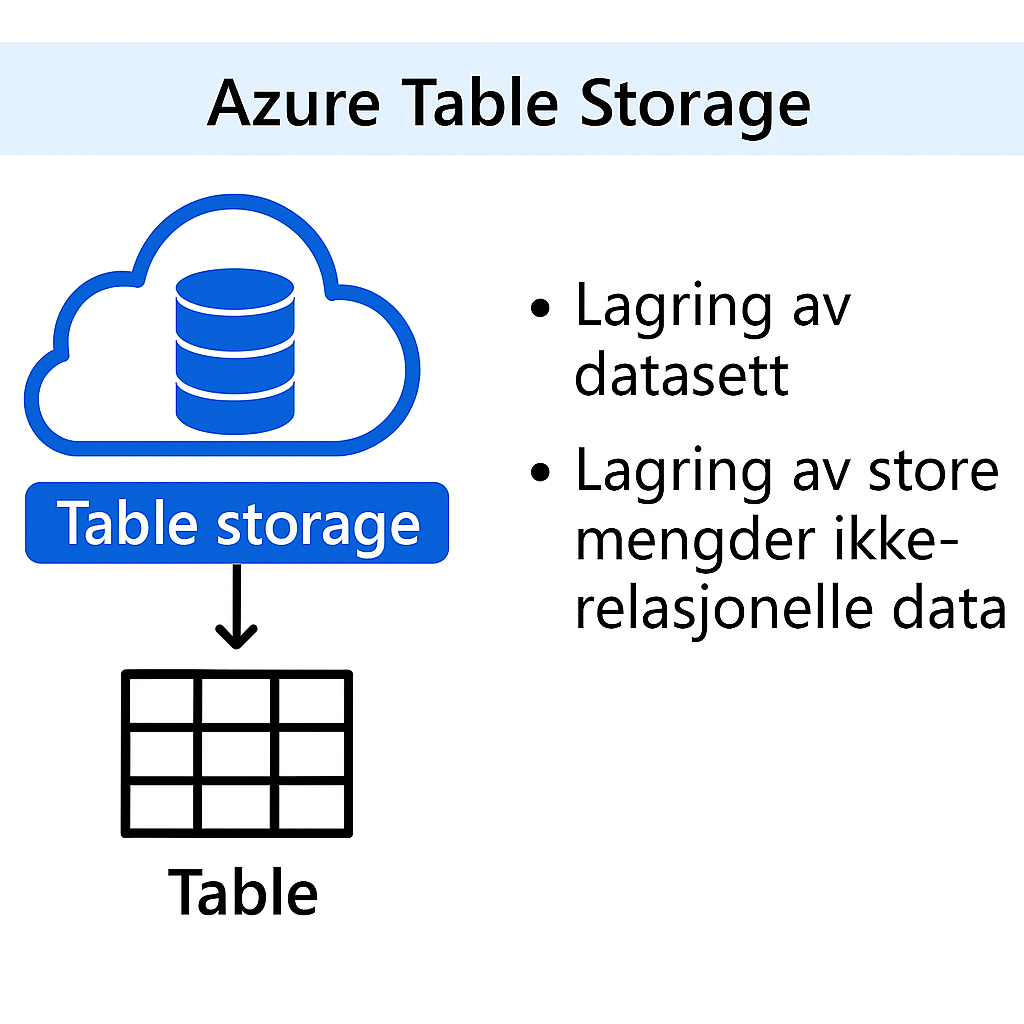 Azure Table Storage
Table storage
Table
• Lagring av
datasett
• Lagring av store
mengder ikke-
relasjonelle data